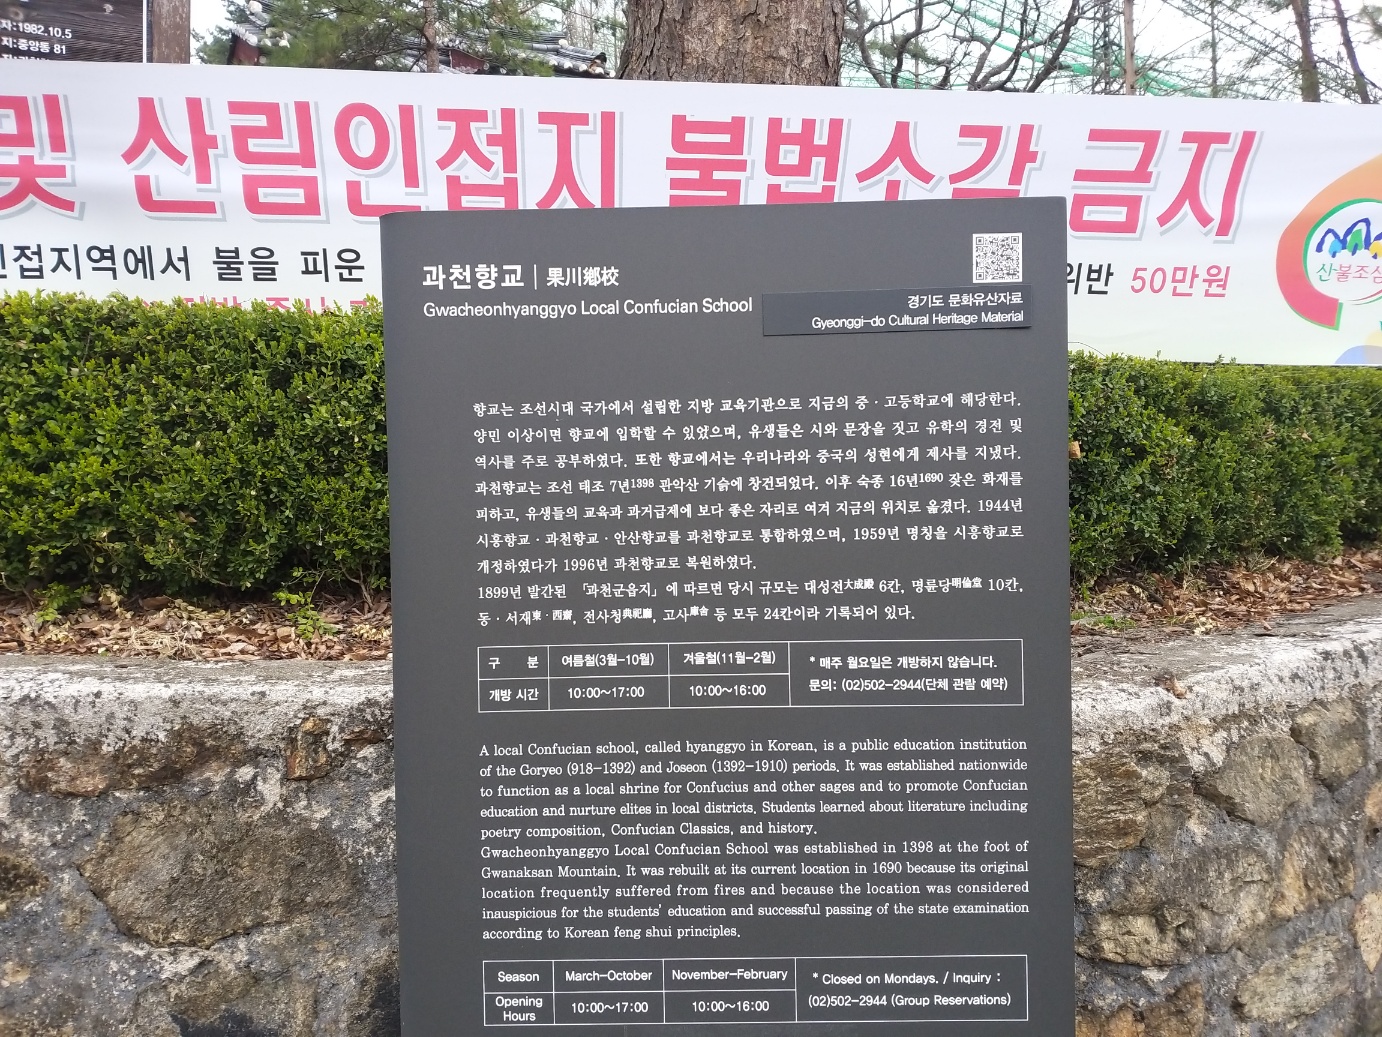 자:1982.10.5
지:중앙동 81
및 산림인접지 불법소각 금지
인접지역에서 불을 피운
위반 50만원
산불조심
과천향교 | 果川鄕校
Gwacheonhyanggyo Local Confucian School
경기도 문화유산자료
Gyeonggi-do Cultural Heritage Material
향교는 조선시대 국가에서 설립한 지방 교육기관으로 지금의 중·고등학교에 해당한다.
양민 이상이면 향교에 입학할 수 있었으며, 유생들은 시와 문장을 짓고 유학의 경전 및
역사를 주로 공부하였다. 또한 향교에서는 우리나라와 중국의 성현에게 제사를 지냈다.
과천향교는 조선 태조 7년1398 관악산 기슭에 창건되었다. 이후 숙종 16년1690 잦은 화재를
피하고, 유생들의 교육과 과거급제에 보다 좋은 자리로 여겨 지금의 위치로 옮겼다. 1944년
시흥향교·과천향교·안산향교를 과천향교로 통합하였으며, 1959년 명칭을 시흥향교로
개정하였다가 1996년 과천향교로 복원하였다.
1899년 발간된 「과천군읍지」에 따르면 당시 규모는 대성전大成殿 6칸, 명륜당明倫堂 10칸,
동·서재東·西齋, 전사청典祀廳, 고사庫舍 등 모두 24칸이라 기록되어 있다.
구 분 여름철(3월-10월) 겨울철(11월-2월) * 매주 월요일은 개방하지 않습니다.
개방 시간 10:00~17:00 10:00~16:00 문의: (02)502-2944(단체 관람 예약)
A local Confucian school, called hyanggyo in Korean, is a public education institution
of the Goryeo (918-1392) and Joseon (1392-1910) periods. It was established nationwide
to function as a local shrine for Confucius and other sages and to promote Confucian
education and nurture elites in local districts. Students learned about literature including
poetry composition, Confucian Classics, and history.
Gwacheonhyanggyo Local Confucian School was established in 1398 at the foot of
Gwanaksan Mountain. It was rebuilt at its current location in 1690 because its original
location frequently suffered from fires and because the location was considered
inauspicious for the students' education and successful passing of the state examination
according to Korean feng shui principles.
Season March-October November-February * Closed on Mondays. / Inquiry :
Opening Hours 10:00~17:00 10:00~16:00 (02)502-2944 (Group Reservations)